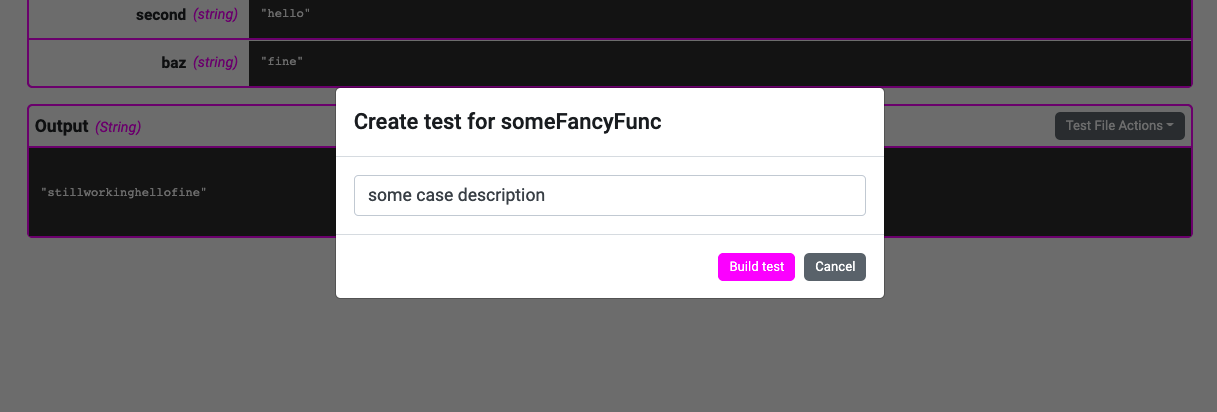 second (string) "hello"
baz (string) "fine"
Output (String) Test File Actions
"stillworkinghellofine"
Create test for someFancyFunc
some case description
Build test Cancel